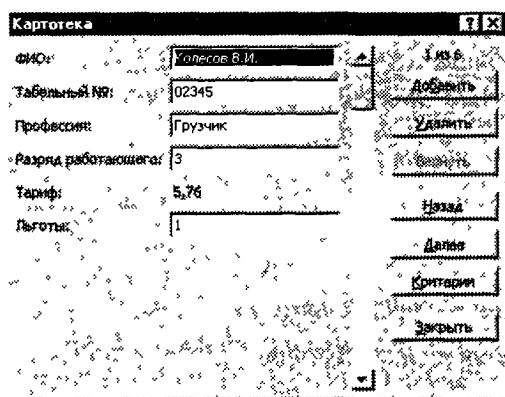 Картотека
ФИО: Колесов В.И. 1 из 6
Табельный №: 02345 Добавить
Профессия: Грузчик Удалить
Разряд работающего: 3 Вернуть
Тариф: 5,76 Назад
Льготы: 1 Далее
Критерии
Закрыть